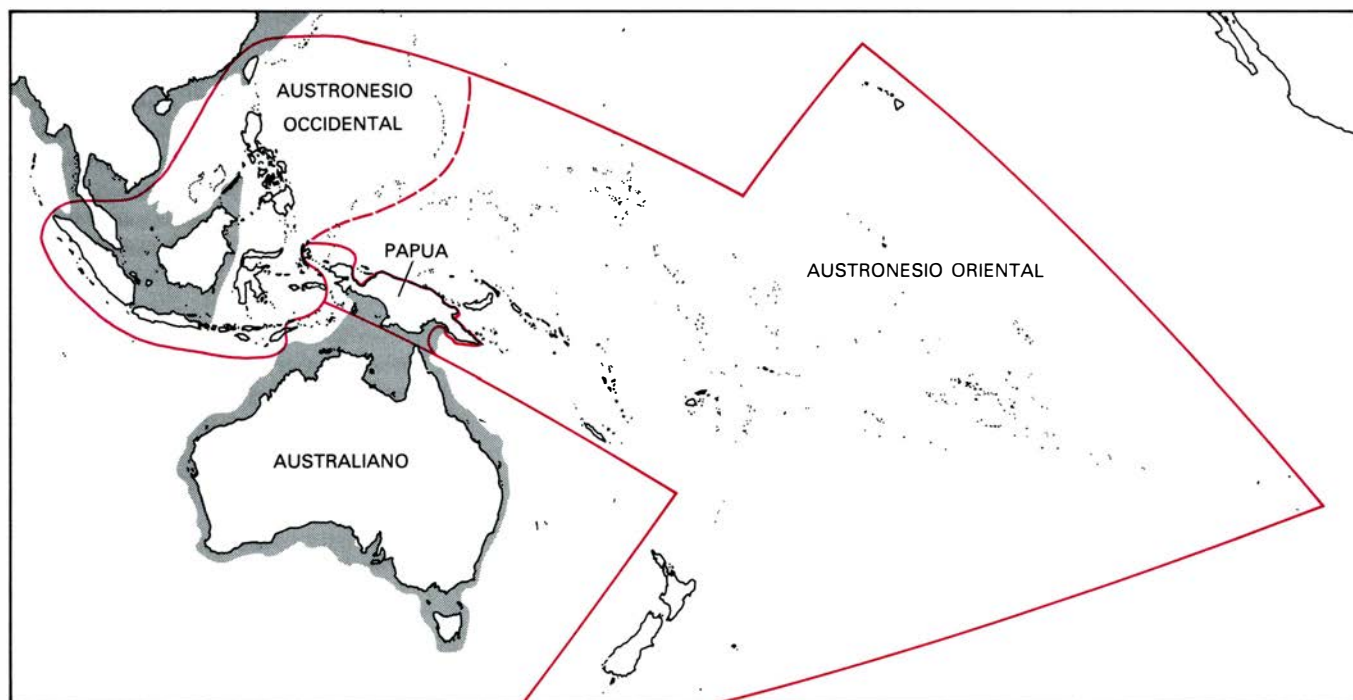 AUSTRONESIO
OCCIDENTAL
PAPUA
AUSTRONESIO ORIENTAL
AUSTRALIANO